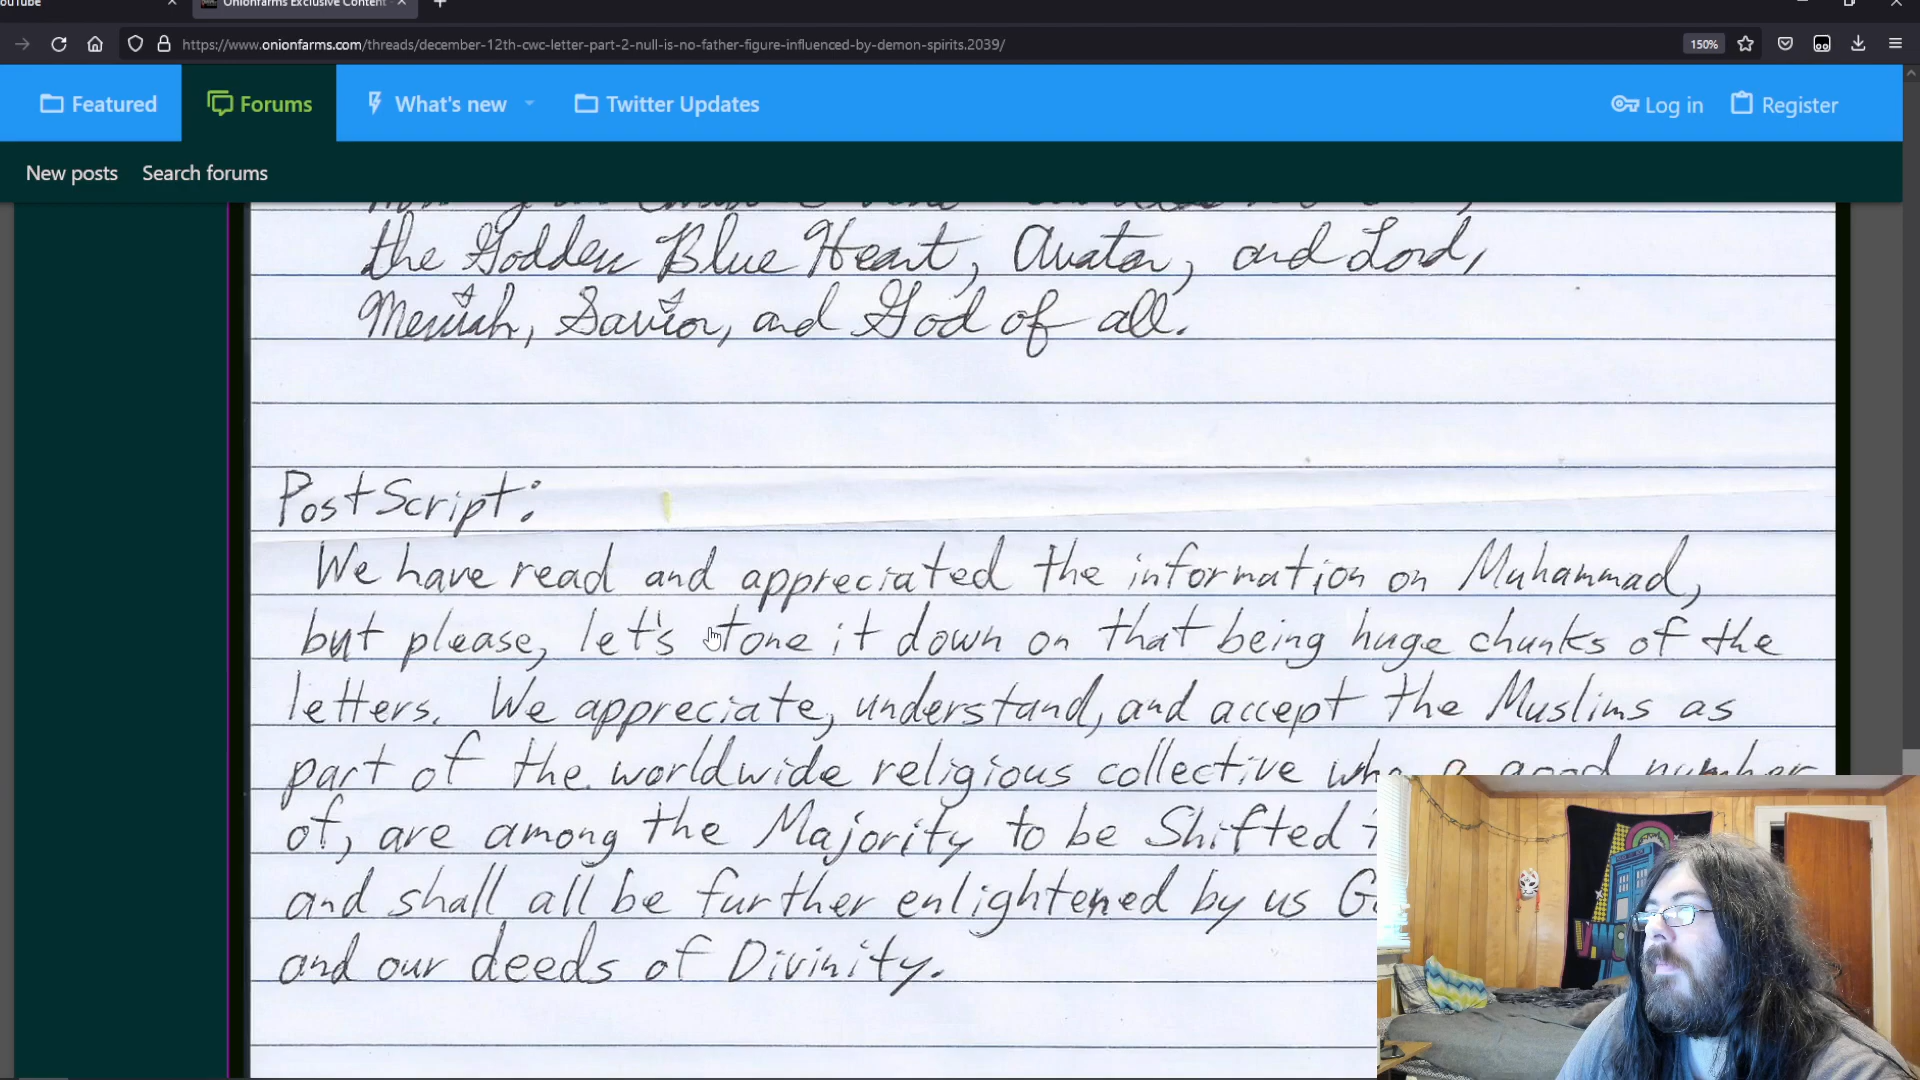 ouTube
Onionfarms Exclusive Content -
https://www.onionfarms.com/threads/december-12th-cwc-letter-part-2-null-is-no-father-figure-influenced-by-demon-spirits.2039/
150%
Featured
Forums
What's new
Twitter Updates
Log in
Register
New posts
Search forums
the Goddess Blue Heart, Avatar, and Lord,
Messiah, Savior, and God of all.
PostScript:
We have read and appreciated the information on Muhammad,
but please, let's tone it down on that being huge chunks of the
letters. We appreciate, understand, and accept the Muslims as
part of the worldwide religious collective who a good number
of, are among the Majority to be Shifted
and shall all be further enlightened by us
and our deeds of Divinity.